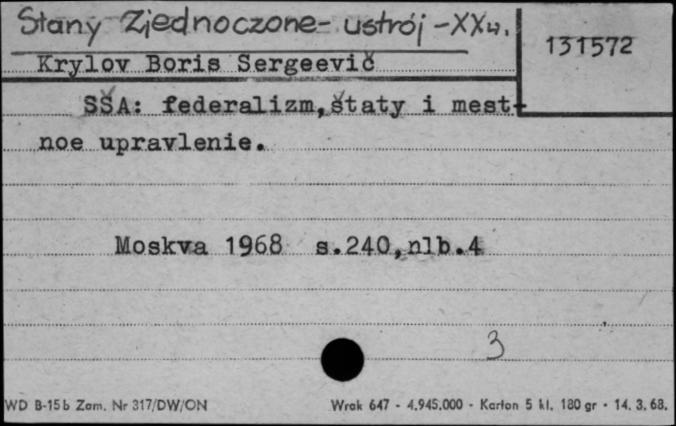 Stany Zjednoczone - ustrój - XX w.
131572
Krylov Boris Sergeevič
SŠA: federalizm, štaty i mest-
noe upravlenie.
Moskva 1968 s.240, nlb.4
3
WD B-15b Zam. Nr 317/DW/ON
Wrak 647 - 4.945.000 - Karton 5 kl. 180 gr - 14. 3. 68.